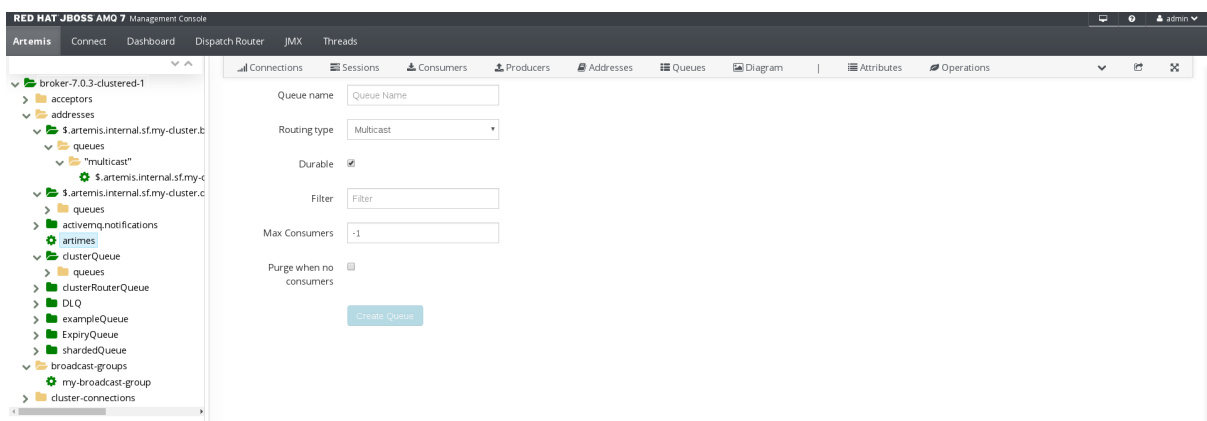 RED HAT JBOSS AMQ 7 Management Console
admin
Artemis Connect Dashboard Dispatch Router JMX Threads
Connections Sessions Consumers Producers Addresses Queues Diagram | Attributes Operations
broker-7.0.3-clustered-1
acceptors
addresses
$.artemis.internal.sf.my-cluster.b
queues
"multicast"
$.artemis.internal.sf.my-c
$.artemis.internal.sf.my-cluster.c
queues
activemq.notifications
artimes
clusterQueue
queues
clusterRouterQueue
DLQ
exampleQueue
ExpiryQueue
shardedQueue
broadcast-groups
my-broadcast-group
cluster-connections
Queue name Queue Name
Routing type Multicast
Durable
Filter Filter
Max Consumers -1
Purge when no
consumers
Create Queue